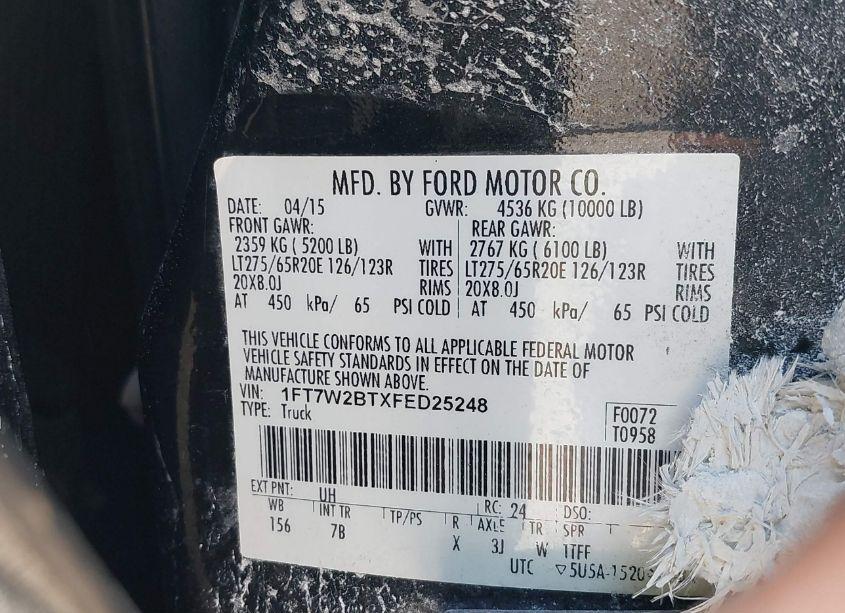 MFD. BY FORD MOTOR CO.
DATE: 04/15 GVWR: 4536 KG (10000 LB)
FRONT GAWR: REAR GAWR:
2359 KG ( 5200 LB) WITH 2767 KG ( 6100 LB) WITH
LT275/65R20E 126/123R TIRES LT275/65R20E 126/123R TIRES
20X8.0J RIMS 20X8.0J RIMS
AT 450 kPa/ 65 PSI COLD AT 450 kPa/ 65 PSI COLD
THIS VEHICLE CONFORMS TO ALL APPLICABLE FEDERAL MOTOR
VEHICLE SAFETY STANDARDS IN EFFECT ON THE DATE OF
MANUFACTURE SHOWN ABOVE.
VIN: 1FT7W2BTXFED25248 F0072
TYPE: Truck T0958
EXT PNT: UH RC: 24 DSO:
WB INT TR TP/PS R AXLE TR SPR
156 7B X 3J W 1TFF
UTC ▽5U5A-1520